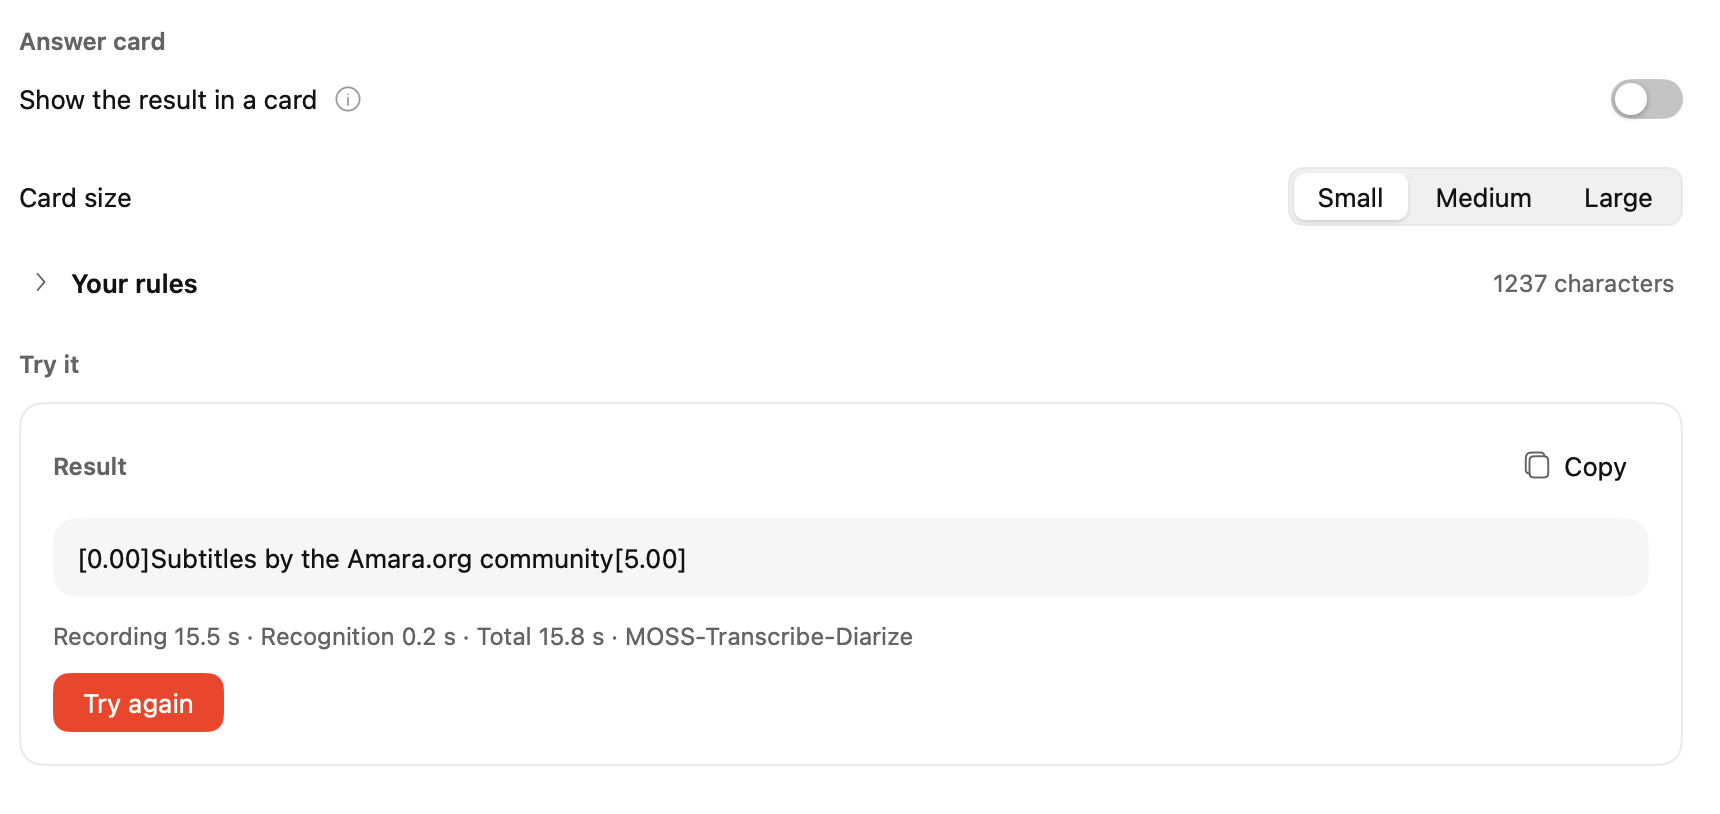 Answer card
Show the result in a card
Card size
Small Medium Large
Your rules
1237 characters
Try it
Result
Copy
[0.00]Subtitles by the Amara.org community[5.00]
Recording 15.5 s · Recognition 0.2 s · Total 15.8 s · MOSS-Transcribe-Diarize
Try again